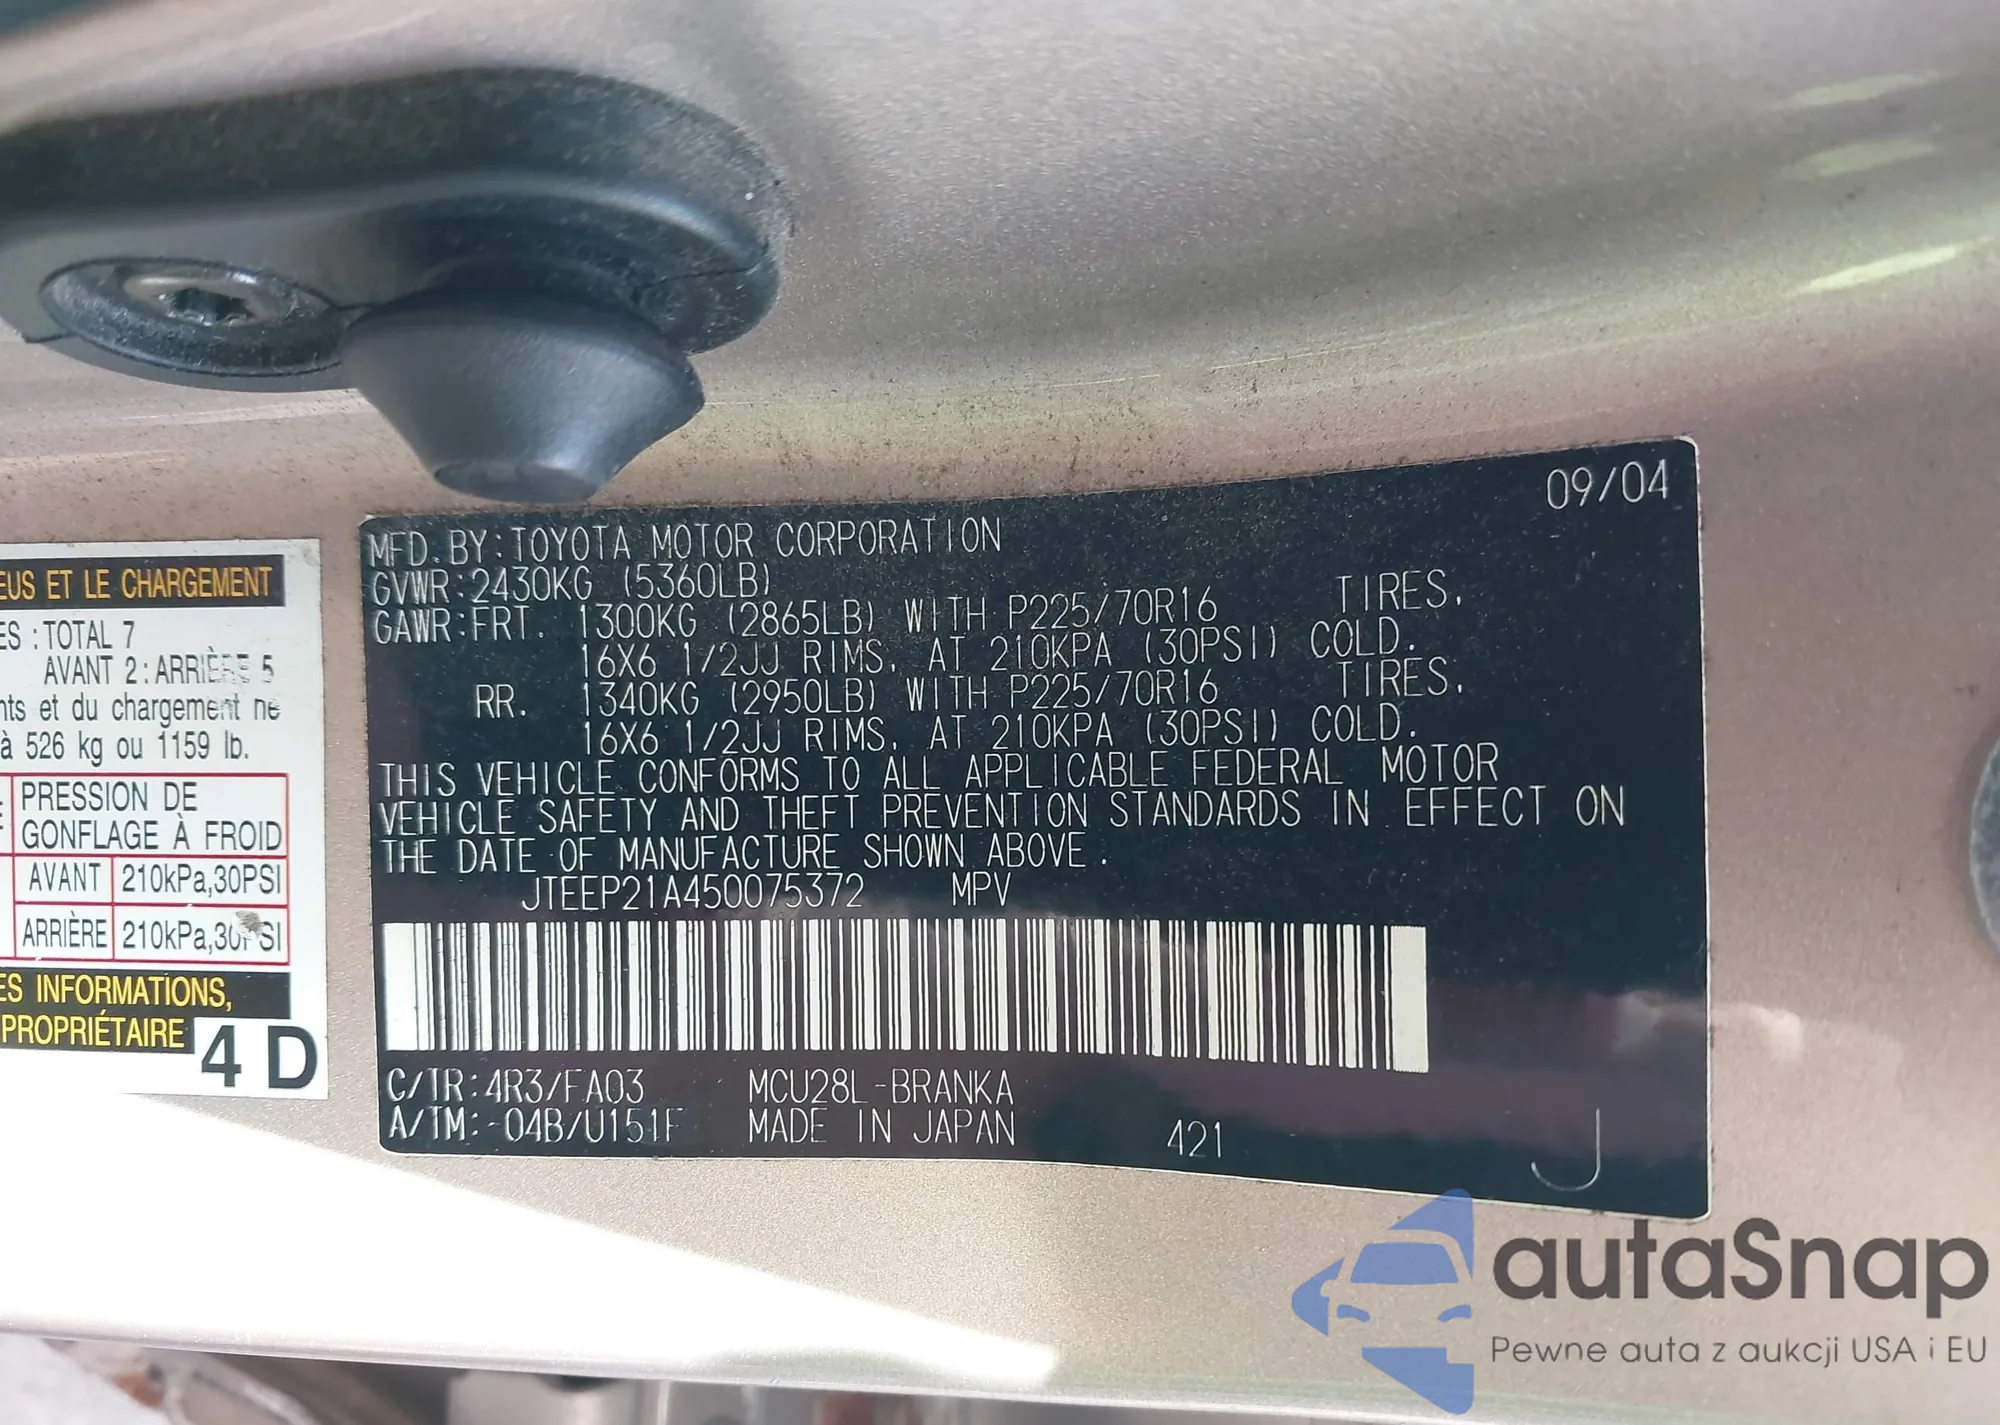 09/04
MFD. BY: TOYOTA MOTOR CORPORATION
GVWR: 2430KG (5360LB)
GAWR: FRT. 1300KG (2865LB) WITH P225/70R16 TIRES.
16X6 1/2JJ RIMS, AT 210KPA (30PSI) COLD.
RR. 1340KG (2950LB) WITH P225/70R16 TIRES.
16X6 1/2JJ RIMS, AT 210KPA (30PSI) COLD.
THIS VEHICLE CONFORMS TO ALL APPLICABLE FEDERAL MOTOR
VEHICLE SAFETY AND THEFT PREVENTION STANDARDS IN EFFECT ON
THE DATE OF MANUFACTURE SHOWN ABOVE.
JTEEP21A450075372 MPV
C/TR: 4R3/FA03 MCU28L-BRANKA
A/TM: -04B/U151F MADE IN JAPAN 421 J
EUS ET LE CHARGEMENT
ES : TOTAL 7
AVANT 2 : ARRIÈRE 5
nts et du chargement ne
à 526 kg ou 1159 lb.
PRESSION DE
GONFLAGE À FROID
AVANT 210kPa,30PSI
ARRIÈRE 210kPa,30PSI
ES INFORMATIONS,
PROPRIÉTAIRE
4 D
autaSnap
Pewne auta z aukcji USA i EU